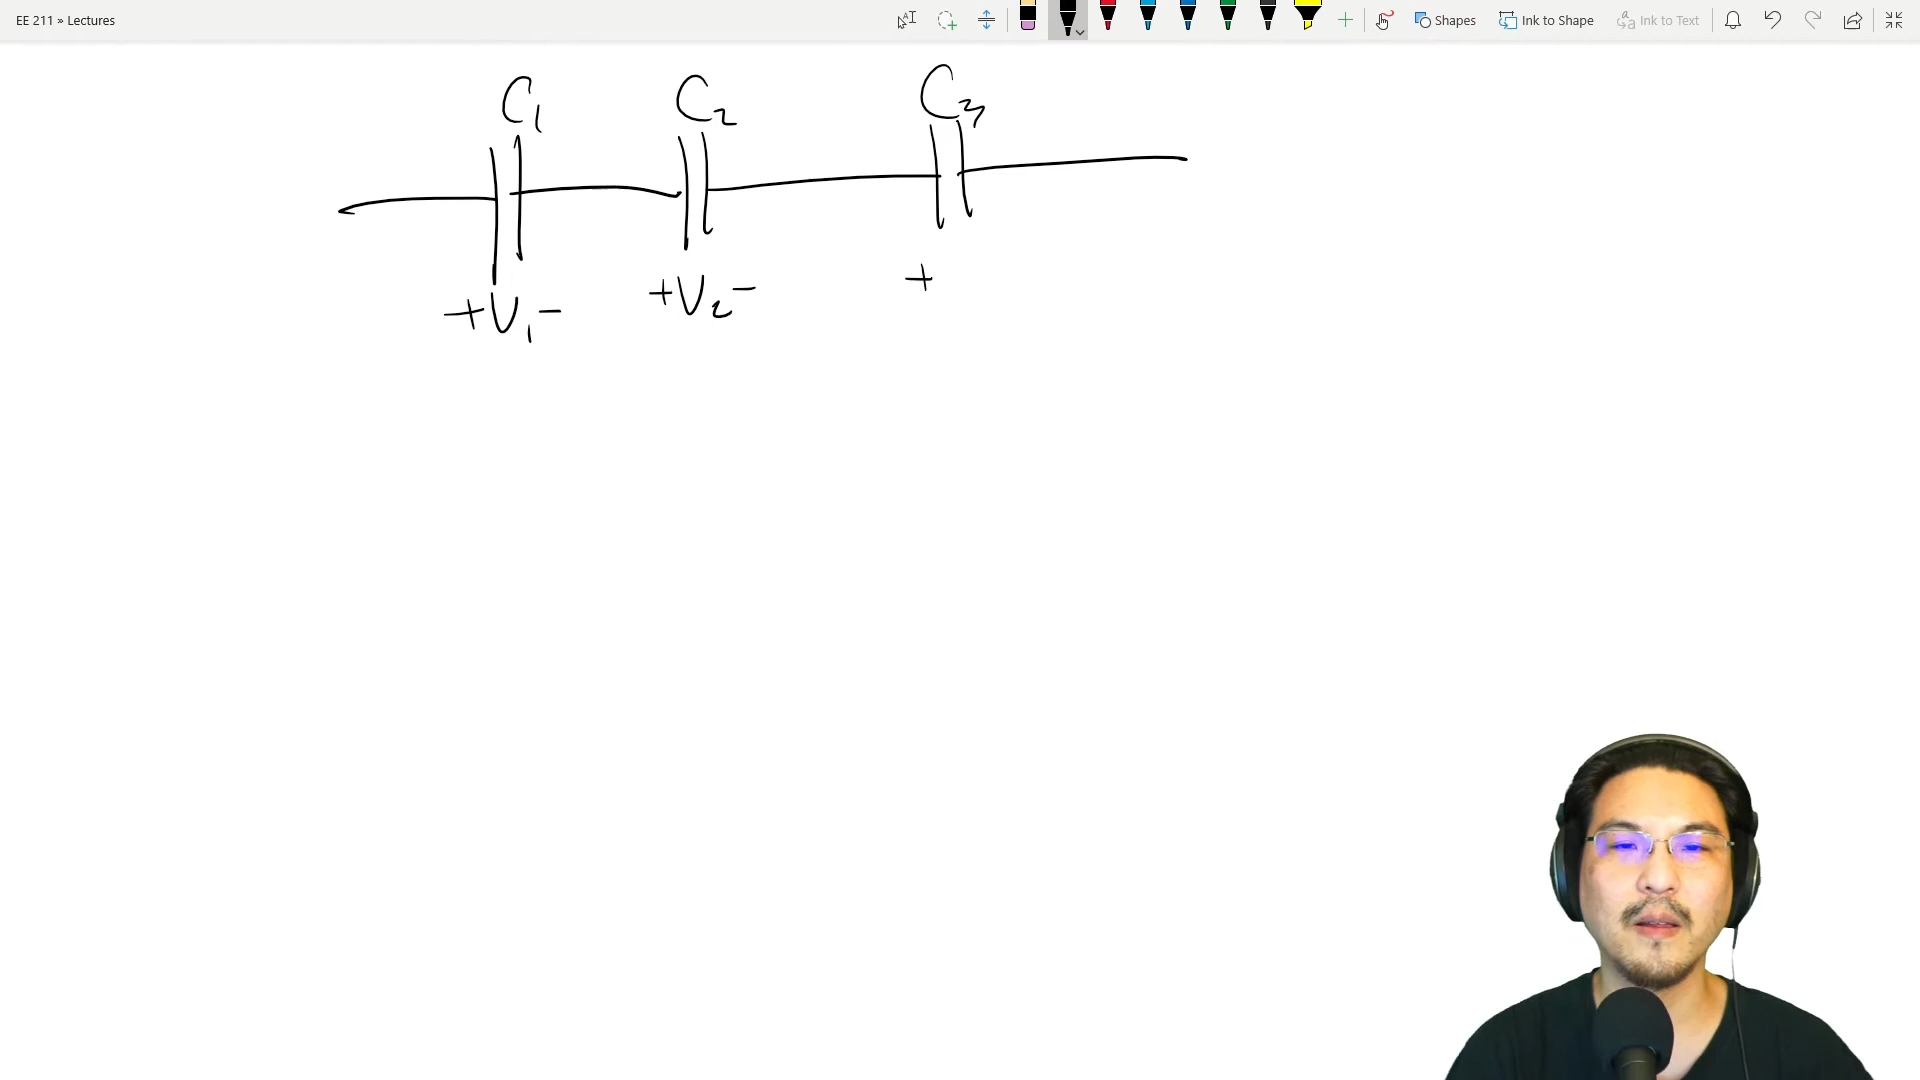 EE 211 » Lectures
Shapes
Ink to Shape
Ink to Text
C₁ C₂ C₃
+V₁- +V₂- +